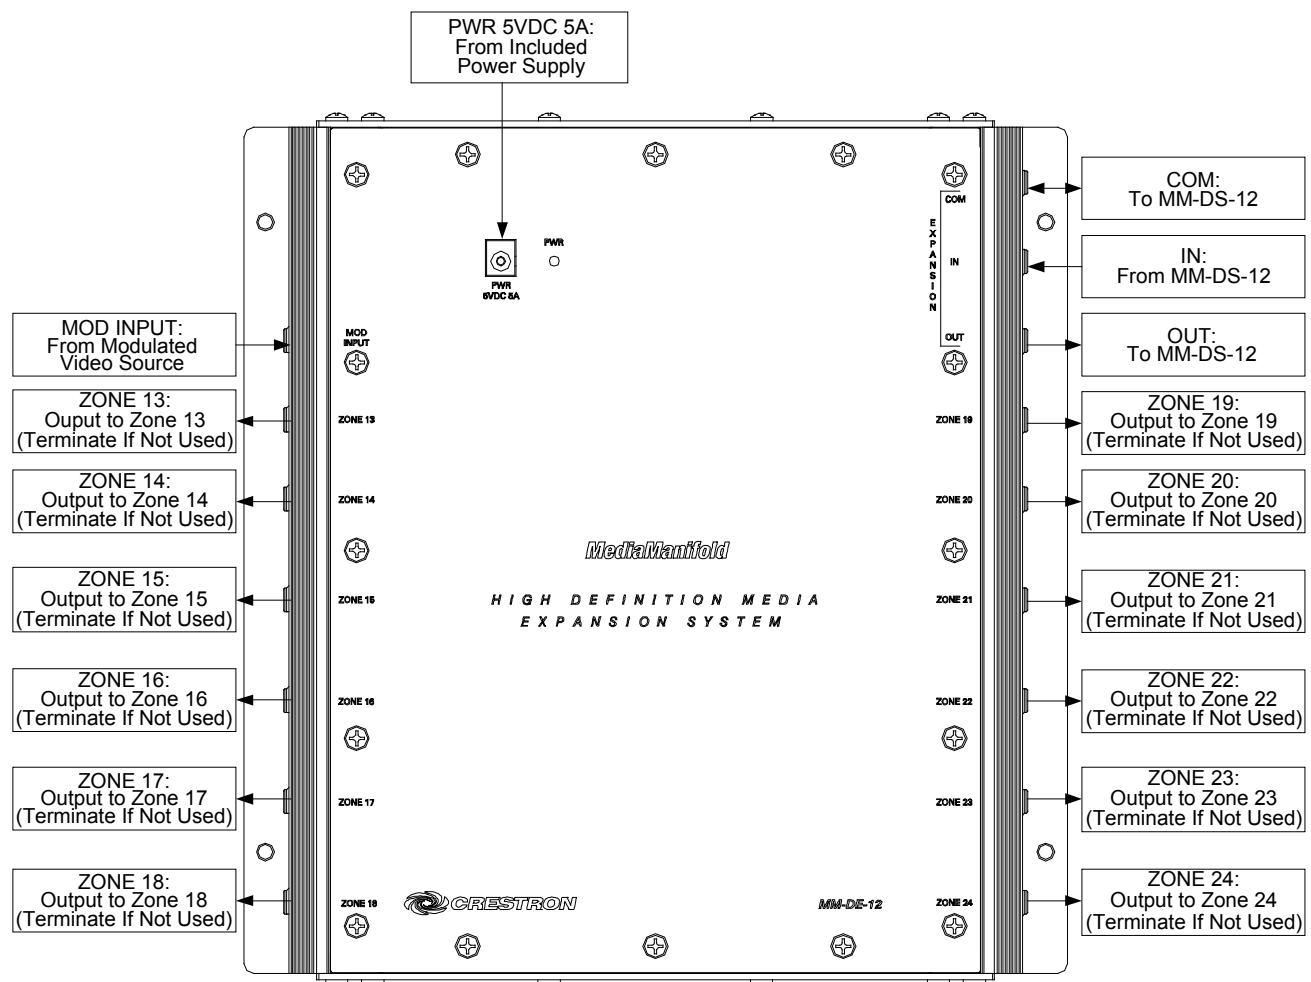 PWR 5VDC 5A:
From Included
Power Supply
COM:
To MM-DS-12
IN:
From MM-DS-12
OUT:
To MM-DS-12
MOD INPUT:
From Modulated
Video Source
ZONE 13:
Ouput to Zone 13
(Terminate If Not Used)
ZONE 14:
Output to Zone 14
(Terminate If Not Used)
ZONE 15:
Output to Zone 15
(Terminate If Not Used)
ZONE 16:
Output to Zone 16
(Terminate If Not Used)
ZONE 17:
Output to Zone 17
(Terminate If Not Used)
ZONE 18:
Output to Zone 18
(Terminate If Not Used)
PWR
PWR
5VDC 5A
EXPANSION
COM
IN
OUT
MOD
INPUT
ZONE 13
ZONE 14
ZONE 15
ZONE 16
ZONE 17
ZONE 18
MediaManifold
HIGH DEFINITION MEDIA
EXPANSION SYSTEM
CRESTRON
MM-DE-12
ZONE 19
ZONE 20
ZONE 21
ZONE 22
ZONE 23
ZONE 24
ZONE 19:
Output to Zone 19
(Terminate If Not Used)
ZONE 20:
Output to Zone 20
(Terminate If Not Used)
ZONE 21:
Output to Zone 21
(Terminate If Not Used)
ZONE 22:
Output to Zone 22
(Terminate If Not Used)
ZONE 23:
Output to Zone 23
(Terminate If Not Used)
ZONE 24:
Output to Zone 24
(Terminate If Not Used)